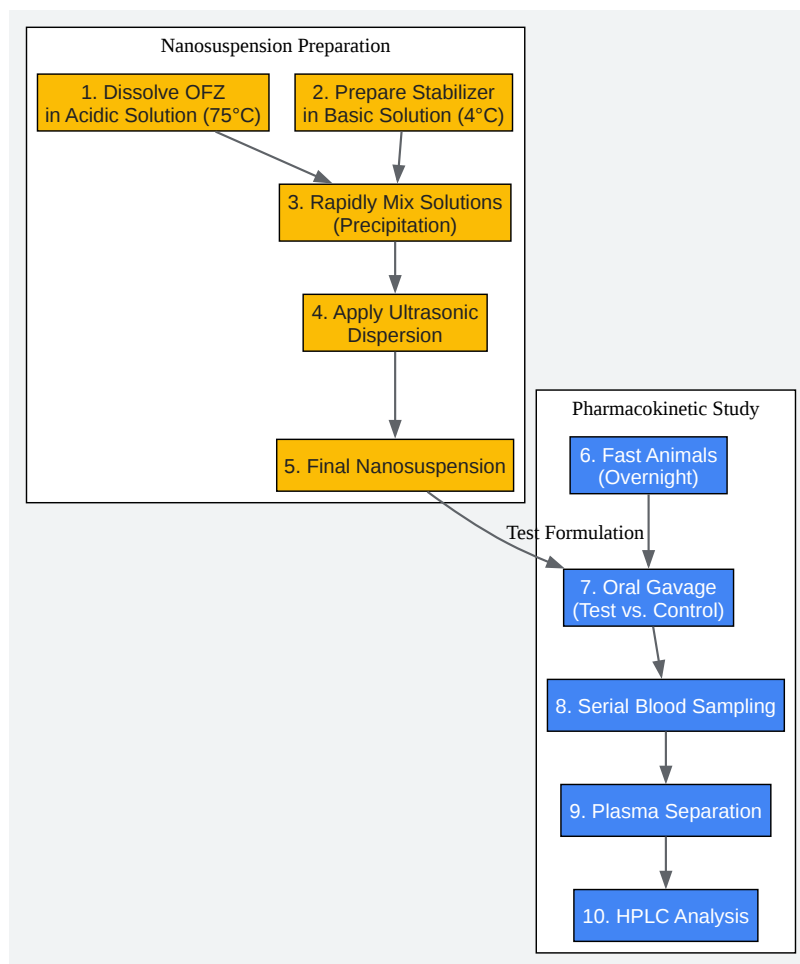 Nanosuspension Preparation
1. Dissolve OFZ
in Acidic Solution (75°C)
2. Prepare Stabilizer
in Basic Solution (4°C)
3. Rapidly Mix Solutions
(Precipitation)
4. Apply Ultrasonic
Dispersion
5. Final Nanosuspension
Pharmacokinetic Study
6. Fast Animals
(Overnight)
Test Formulation
7. Oral Gavage
(Test vs. Control)
8. Serial Blood Sampling
9. Plasma Separation
10. HPLC Analysis